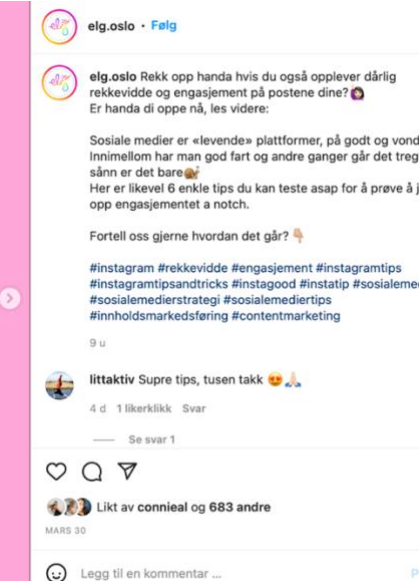 elg.oslo • Følg
elg.oslo Rekk opp handa hvis du også opplever dårlig
rekkevidde og engasjement på postene dine?🙋🏻‍♀️
Er handa di oppe nå, les videre:
Sosiale medier er «levende» plattformer, på godt og vond
Innimellom har man god fart og andre ganger går det treg
sånn er det bare🐌
Her er likevel 6 enkle tips du kan teste asap for å prøve å j
opp engasjementet a notch.
Fortell oss gjerne hvordan det går? 👇🏼
#instagram #rekkevidde #engasjement #instagramtips
#instagramtipsandtricks #instagood #instatip #sosialeme
#sosialemedierstrategi #sosialemediertips
#innholdsmarkedsføring #contentmarketing
9 u
littaktiv Supre tips, tusen takk 😍🙏🏼
4 d 1 likerklikk Svar
Se svar 1
Likt av connieal og 683 andre
MARS 30
Legg til en kommentar ... P